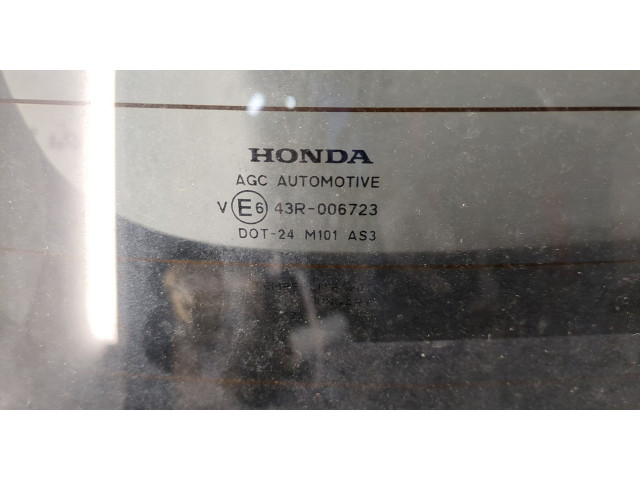 HONDA
AGC AUTOMOTIVE
V E6 43R-006723
DOT-24 M101 AS3